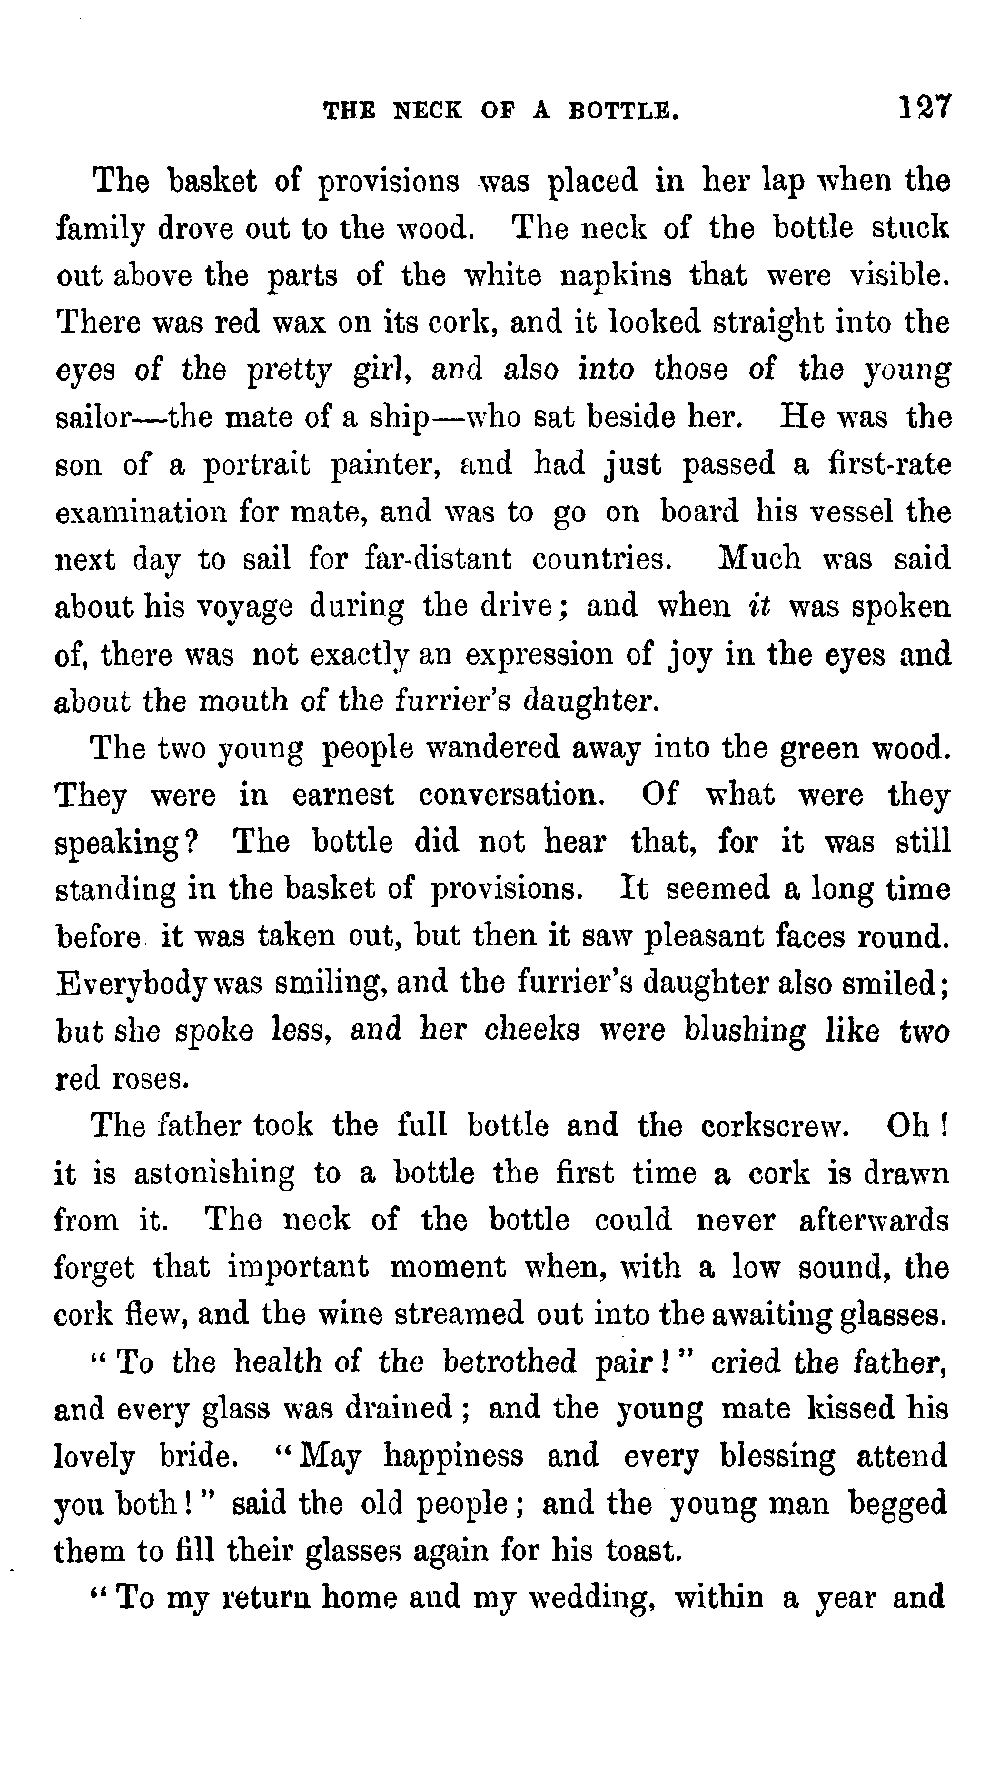 THE NECK OF A BOTTLE. 127
The basket of provisions was placed in her lap when the
family drove out to the wood. The neck of the bottle stuck
out above the parts of the white napkins that were visible.
There was red wax on its cork, and it looked straight into the
eyes of the pretty girl, and also into those of the young
sailor—the mate of a ship—who sat beside her. He was the
son of a portrait painter, and had just passed a first-rate
examination for mate, and was to go on board his vessel the
next day to sail for far-distant countries. Much was said
about his voyage during the drive; and when it was spoken
of, there was not exactly an expression of joy in the eyes and
about the mouth of the furrier's daughter.
The two young people wandered away into the green wood.
They were in earnest conversation. Of what were they
speaking? The bottle did not hear that, for it was still
standing in the basket of provisions. It seemed a long time
before it was taken out, but then it saw pleasant faces round.
Everybody was smiling, and the furrier's daughter also smiled;
but she spoke less, and her cheeks were blushing like two
red roses.
The father took the full bottle and the corkscrew. Oh!
it is astonishing to a bottle the first time a cork is drawn
from it. The neck of the bottle could never afterwards
forget that important moment when, with a low sound, the
cork flew, and the wine streamed out into the awaiting glasses.
"To the health of the betrothed pair!" cried the father,
and every glass was drained; and the young mate kissed his
lovely bride. "May happiness and every blessing attend
you both!" said the old people; and the young man begged
them to fill their glasses again for his toast.
"To my return home and my wedding, within a year and